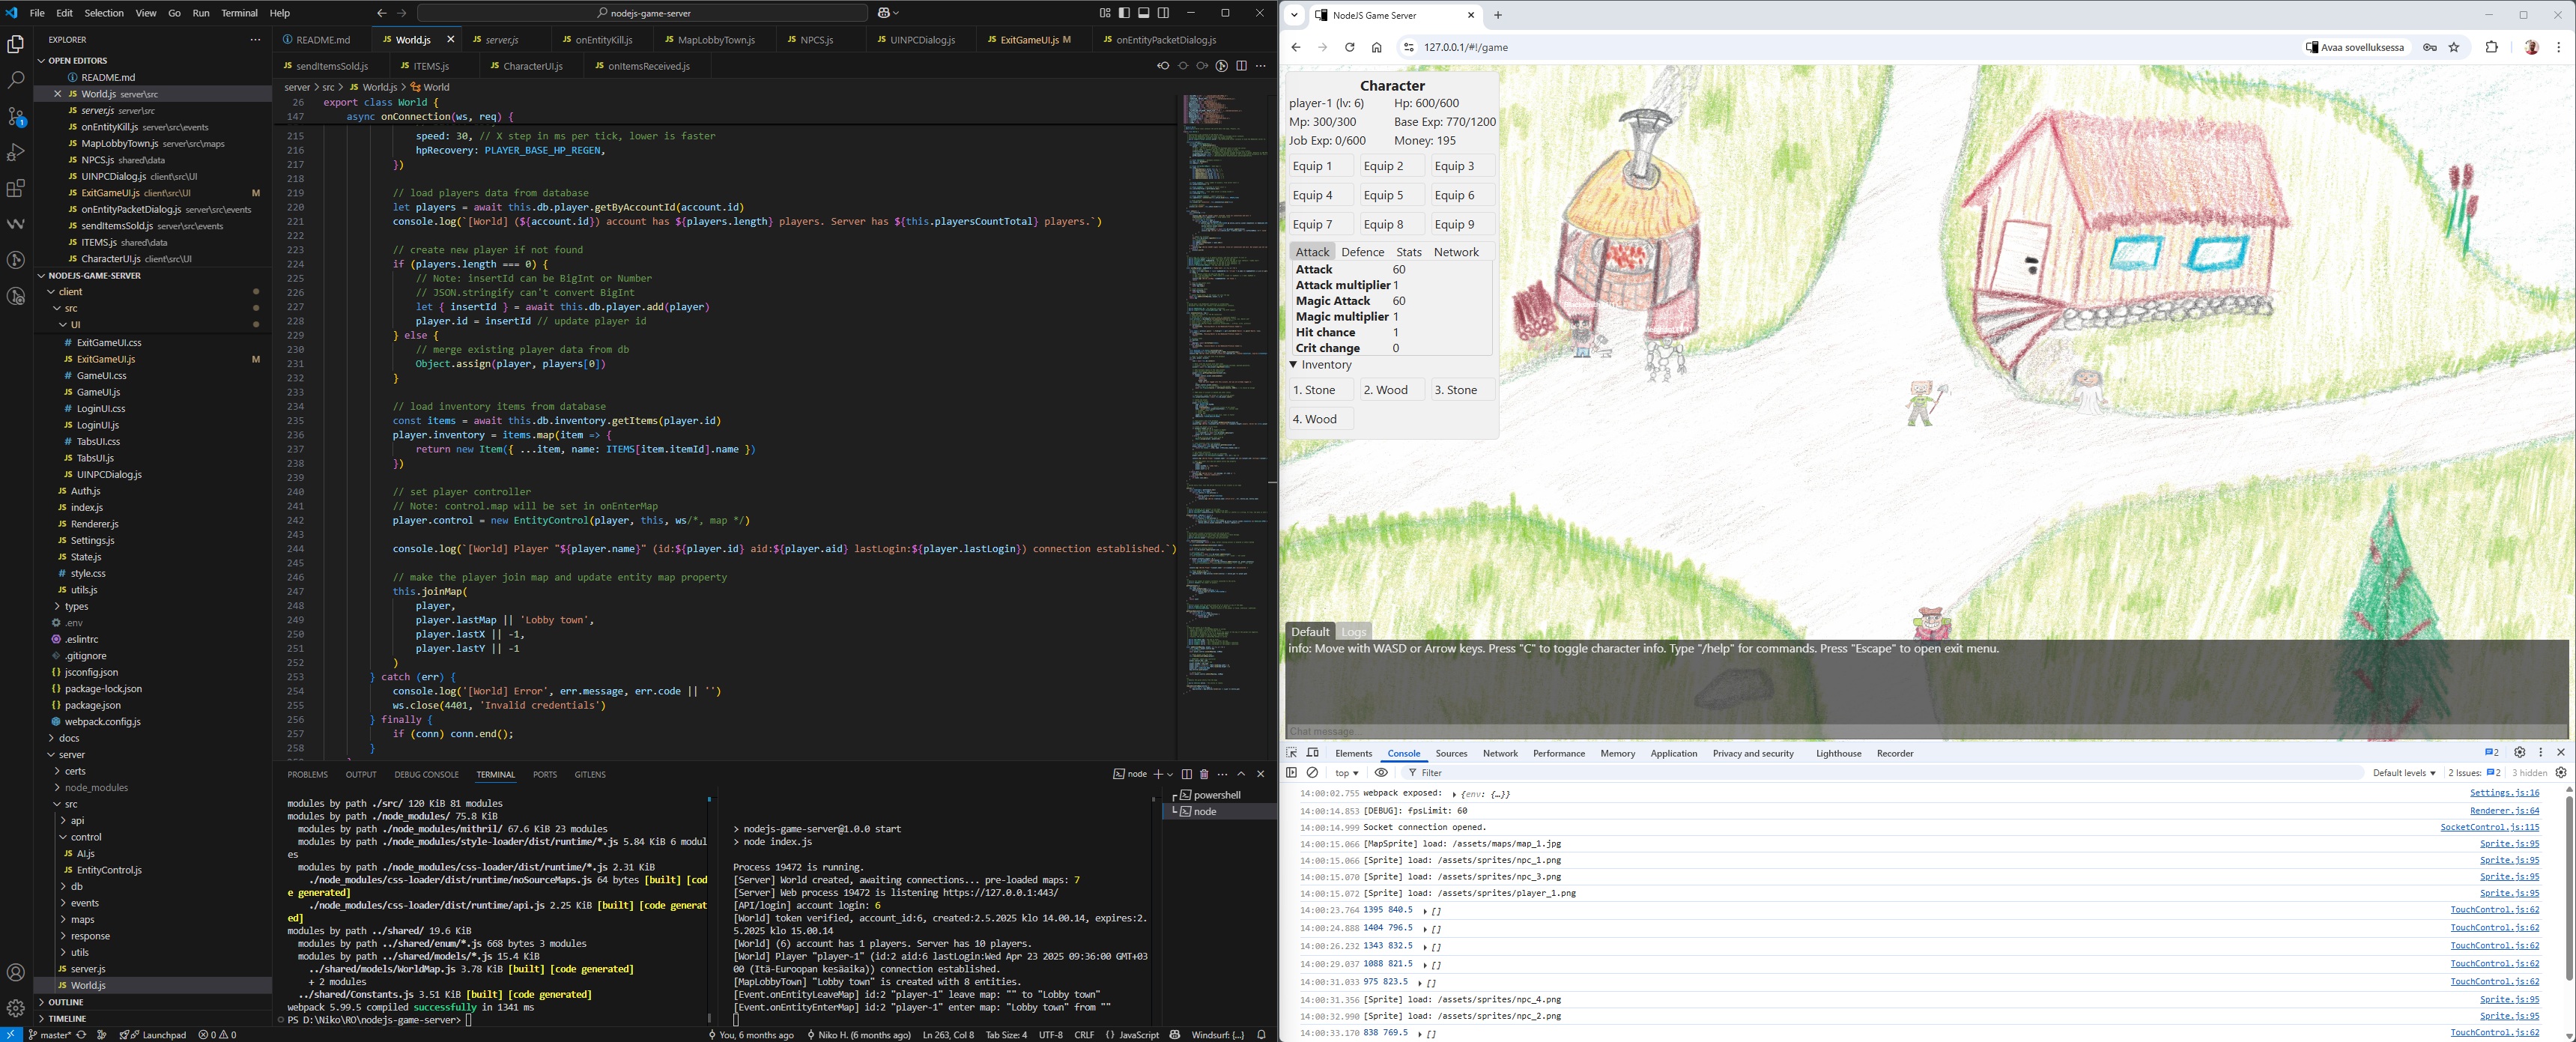 File Edit Selection View Go Run Terminal Help
nodejs-game-server
EXPLORER
OPEN EDITORS
README.md
World.js server\src
server.js server\src
onEntityKill.js server\src\events
MapLobbyTown.js server\src\maps
NPCS.js shared\data
UINPCDialog.js client\src\UI
ExitGameUI.js client\src\UI M
onEntityPacketDialog.js server\src\events
sendItemsSold.js server\src\events
ITEMS.js shared\data
CharacterUI.js client\src\UI
NODEJS-GAME-SERVER
client
src
UI
ExitGameUI.css
ExitGameUI.js M
GameUI.css
GameUI.js
LoginUI.css
LoginUI.js
TabsUI.css
TabsUI.js
UINPCDialog.js
Auth.js
index.js
Renderer.js
Settings.js
State.js
style.css
utils.js
types
.env
.eslintrc
.gitignore
jsconfig.json
package-lock.json
package.json
webpack.config.js
docs
server
certs
node_modules
src
api
control
AI.js
EntityControl.js
db
events
maps
response
utils
server.js
World.js
OUTLINE
TIMELINE
README.md World.js server.js onEntityKill.js MapLobbyTown.js NPCS.js UINPCDialog.js ExitGameUI.js M onEntityPacketDialog.js
sendItemsSold.js ITEMS.js CharacterUI.js onItemsReceived.js
server > src > World.js > World
26 export class World {
147 async onConnection(ws, req) {
215 speed: 30, // X step in ms per tick, lower is faster
216 hpRecovery: PLAYER_BASE_HP_REGEN,
217 })
218
219 // load players data from database
220 let players = await this.db.player.getByAccountId(account.id)
221 console.log(`[World] (${account.id}) account has ${players.length} players. Server has ${this.playersCountTotal} players.`)
222
223 // create new player if not found
224 if (players.length === 0) {
225 // Note: insertId can be BigInt or Number
226 // JSON.stringify can't convert BigInt
227 let { insertId } = await this.db.player.add(player)
228 player.id = insertId // update player id
229 } else {
230 // merge existing player data from db
231 Object.assign(player, players[0])
232 }
233
234 // load inventory items from database
235 const items = await this.db.inventory.getItems(player.id)
236 player.inventory = items.map(item => {
237 return new Item({ ...item, name: ITEMS[item.itemId].name })
238 })
239
240 // set player controller
241 // Note: control.map will be set in onEnterMap
242 player.control = new EntityControl(player, this, ws/*, map */)
243
244 console.log(`[World] Player "${player.name}" (id:${player.id} aid:${player.aid} lastLogin:${player.lastLogin}) connection established.`)
245
246 // make the player join map and update entity map property
247 this.joinMap(
248 player,
249 player.lastMap || 'Lobby town',
250 player.lastX || -1,
251 player.lastY || -1
252 )
253 } catch (err) {
254 console.log('[World] Error', err.message, err.code || '')
255 ws.close(4401, 'Invalid credentials')
256 } finally {
257 if (conn) conn.end();
258 }
PROBLEMS OUTPUT DEBUG CONSOLE TERMINAL PORTS GITLENS
node
powershell
node
modules by path ./src/ 120 KiB 81 modules
modules by path ./node_modules/ 75.8 KiB
modules by path ./node_modules/mithril/ 67.6 KiB 23 modules
modules by path ./node_modules/style-loader/dist/runtime/*.js 5.84 KiB 6 modul
es
modules by path ./node_modules/css-loader/dist/runtime/*.js 2.31 KiB
./node_modules/css-loader/dist/runtime/noSourceMaps.js 64 bytes [built] [cod
e generated]
./node_modules/css-loader/dist/runtime/api.js 2.25 KiB [built] [code generat
ed]
modules by path ../shared/ 19.6 KiB
modules by path ../shared/enum/*.js 668 bytes 3 modules
modules by path ../shared/models/*.js 15.4 KiB
../shared/models/WorldMap.js 3.78 KiB [built] [code generated]
+ 2 modules
../shared/Constants.js 3.51 KiB [built] [code generated]
webpack 5.99.5 compiled successfully in 1341 ms
PS D:\Niko\RO\nodejs-game-server>
> nodejs-game-server@1.0.0 start
> node index.js
Process 19472 is running.
[Server] World created, awaiting connections... pre-loaded maps: 7
[Server] Web process 19472 is listening https://127.0.0.1:443/
[API/login] account login: 6
[World] token verified, account_id:6, created:2.5.2025 klo 14.00.14, expires:2.
5.2025 klo 15.00.14
[World] (6) account has 1 players. Server has 10 players.
[World] Player "player-1" (id:2 aid:6 lastLogin:Wed Apr 23 2025 09:36:00 GMT+03
00 (Itä-Euroopan kesäaika)) connection established.
[MapLobbyTown] "Lobby town" is created with 8 entities.
[Event.onEntityLeaveMap] id:2 "player-1" leave map: "" to "Lobby town"
[Event.onEntityEnterMap] id:2 "player-1" enter map: "Lobby town" from ""
master* Launchpad 0 0 You, 6 months ago Niko H. (6 months ago) Ln 263, Col 8 Tab Size: 4 UTF-8 CRLF {} JavaScript Windsurf: {...}
NodeJS Game Server
127.0.0.1/#!/game
Avaa sovelluksessa
Character
player-1 (lv: 6) Hp: 600/600
Mp: 300/300 Base Exp: 770/1200
Job Exp: 0/600 Money: 195
Equip 1 Equip 2 Equip 3
Equip 4 Equip 5 Equip 6
Equip 7 Equip 8 Equip 9
Attack Defence Stats Network
Attack 60
Attack multiplier 1
Magic Attack 60
Magic multiplier 1
Hit chance 1
Crit change 0
Inventory
1. Stone 2. Wood 3. Stone
4. Wood
Default Logs
info: Move with WASD or Arrow keys. Press "C" to toggle character info. Type "/help" for commands. Press "Escape" to open exit menu.
Chat message...
Elements Console Sources Network Performance Memory Application Privacy and security Lighthouse Recorder 2
top Filter Default levels 2 Issues: 2 3 hidden
14:00:02.755 webpack exposed: {env: {…}} Settings.js:16
14:00:14.853 [DEBUG]: fpsLimit: 60 Renderer.js:64
14:00:14.999 Socket connection opened. SocketControl.js:115
14:00:15.066 [MapSprite] load: /assets/maps/map_1.jpg Sprite.js:95
14:00:15.066 [Sprite] load: /assets/sprites/npc_1.png Sprite.js:95
14:00:15.070 [Sprite] load: /assets/sprites/npc_3.png Sprite.js:95
14:00:15.072 [Sprite] load: /assets/sprites/player_1.png Sprite.js:95
14:00:23.764 1395 840.5 [] TouchControl.js:62
14:00:24.888 1404 796.5 [] TouchControl.js:62
14:00:26.232 1343 832.5 [] TouchControl.js:62
14:00:29.037 1088 821.5 [] TouchControl.js:62
14:00:31.033 975 823.5 [] TouchControl.js:62
14:00:31.356 [Sprite] load: /assets/sprites/npc_4.png Sprite.js:95
14:00:32.990 [Sprite] load: /assets/sprites/npc_2.png Sprite.js:95
14:00:33.170 838 769.5 [] TouchControl.js:62